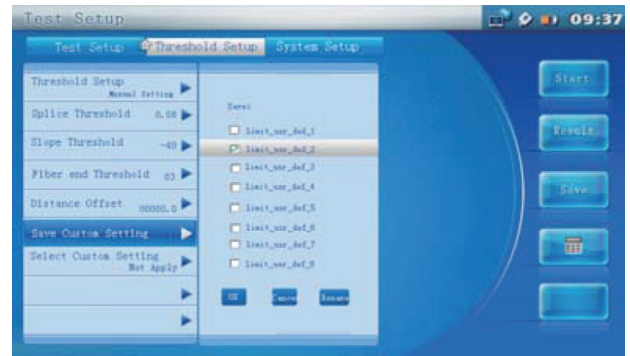 Test Setup
09:37
Test Setup
Threshold Setup
System Setup
Threshold Setup
Manual Setting
Splice Threshold 0.08
Slope Threshold -40
Fiber end Threshold 03
Distance Offset 00000.0
Save Custom Setting
Select Custom Setting
Not Apply
Save:
limit_usr_def_1
limit_usr_def_2
limit_usr_def_3
limit_usr_def_4
limit_usr_def_5
limit_usr_def_6
limit_usr_def_7
limit_usr_def_8
OK
Cancel
Rename
Start
Result
Save